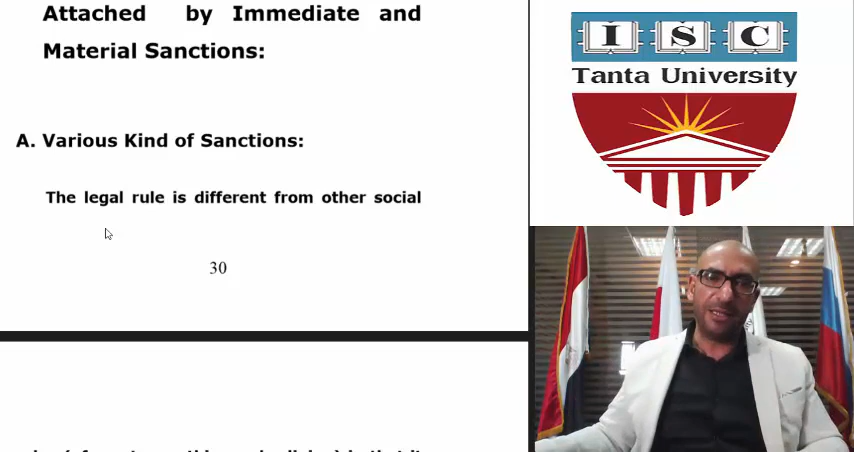 Attached by Immediate and
Material Sanctions:
A. Various Kind of Sanctions:
The legal rule is different from other social
30
I S C
Tanta University